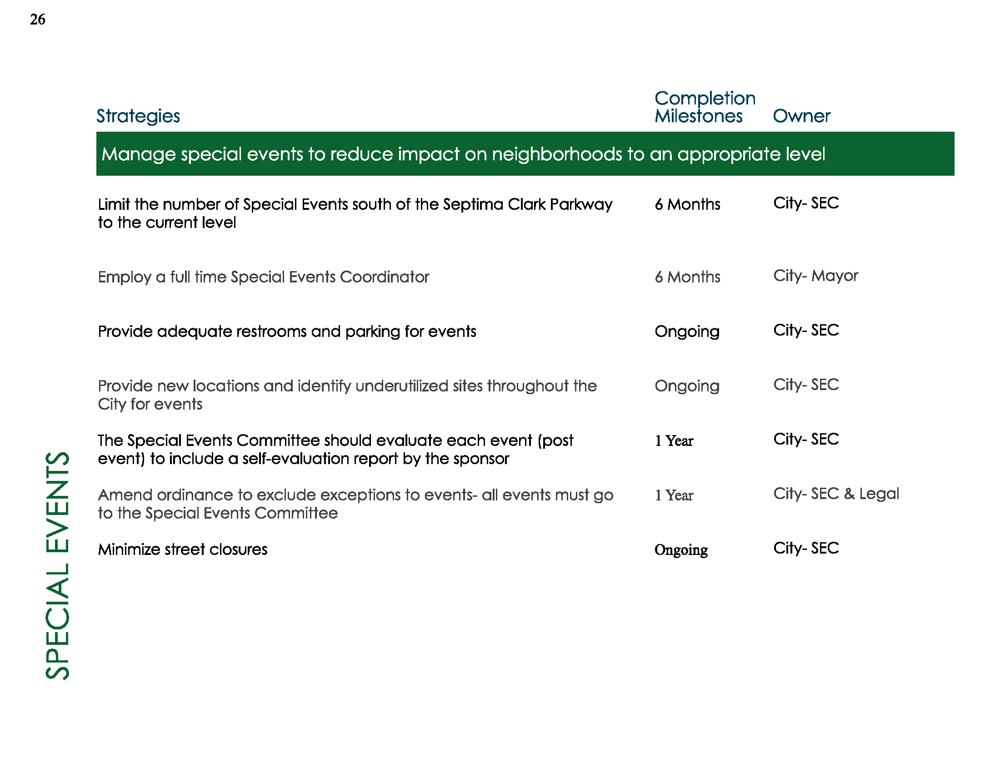 26
Completion
Strategies Milestones Owner
Manage special events to reduce impact on neighborhoods to an appropriate level
Limit the number of Special Events south of the Septima Clark Parkway 6 Months City- SEC
to the current level
Employ a full time Special Events Coordinator 6 Months City- Mayor
Provide adequate restrooms and parking for events Ongoing City- SEC
Provide new locations and identify underutilized sites throughout the Ongoing City- SEC
City for events
The Special Events Committee should evaluate each event (post 1 Year City- SEC
event) to include a self-evaluation report by the sponsor
Amend ordinance to exclude exceptions to events- all events must go 1 Year City- SEC & Legal
to the Special Events Committee
Minimize street closures Ongoing City- SEC
SPECIAL EVENTS